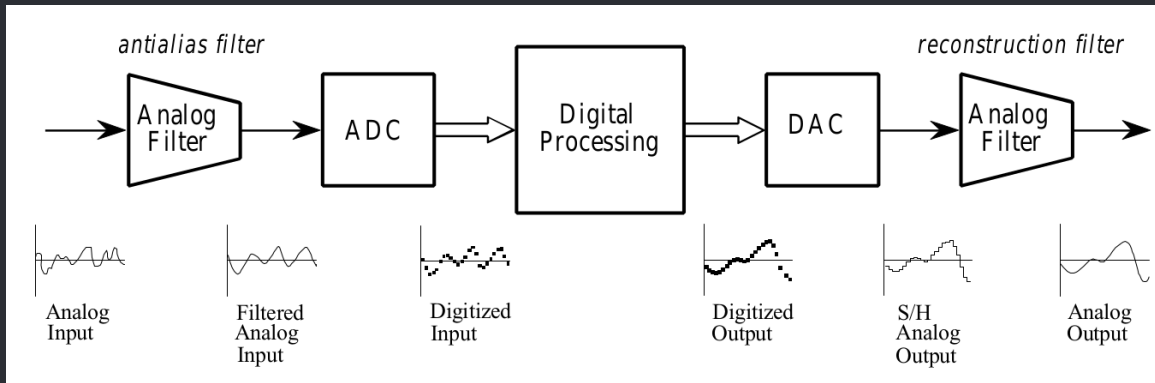 antialias filter
reconstruction filter
Analog
Filter
ADC
Digital
Processing
DAC
Analog
Filter
Analog
Input
Filtered
Analog
Input
Digitized
Input
Digitized
Output
S/H
Analog
Output
Analog
Output